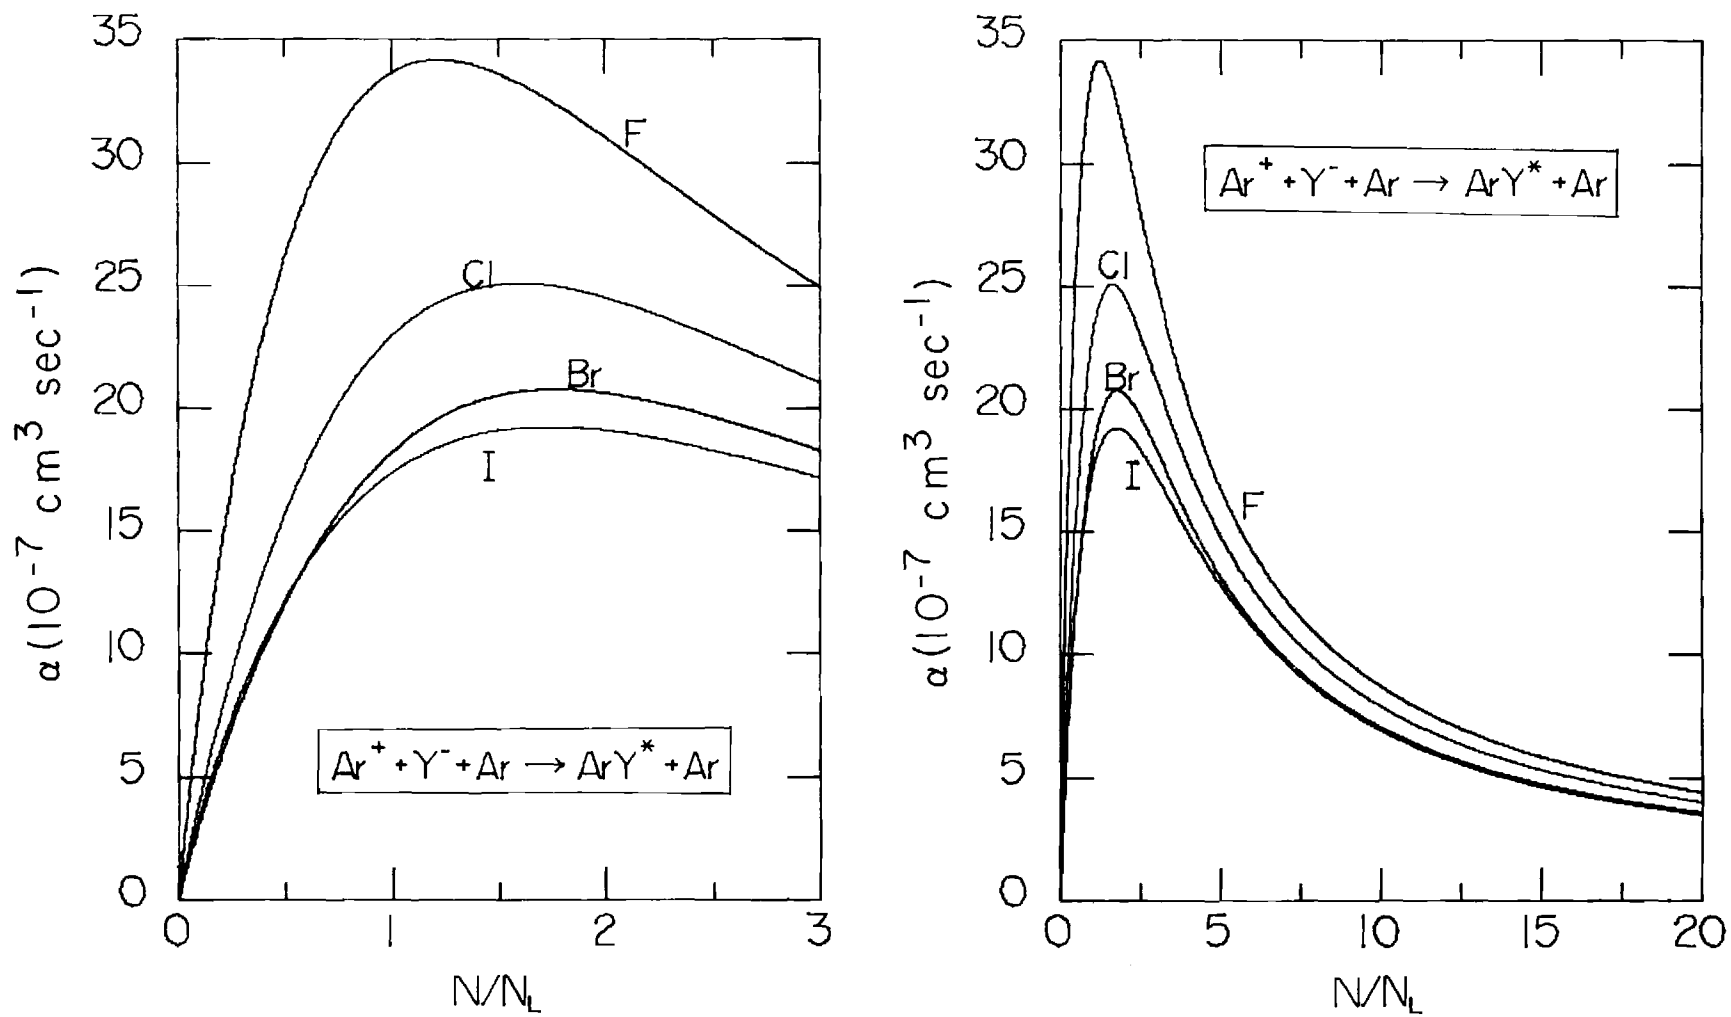 35
30
25
20
15
10
5
0
α(10⁻⁷ cm³ sec⁻¹)
F
Cl
Br
I
Ar⁺ + Y⁻ + Ar → ArY* + Ar
0 1 2 3
N/N_L
35
30
25
20
15
10
5
0
α(10⁻⁷ cm³ sec⁻¹)
Ar⁺ + Y⁻ + Ar → ArY* + Ar
Cl
Br
I
F
0 5 10 15 20
N/N_L